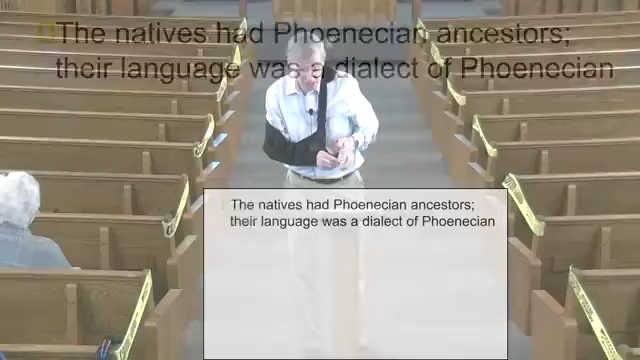 The natives had Phoenecian ancestors;
their language was a dialect of Phoenecian
The natives had Phoenecian ancestors;
their language was a dialect of Phoenecian